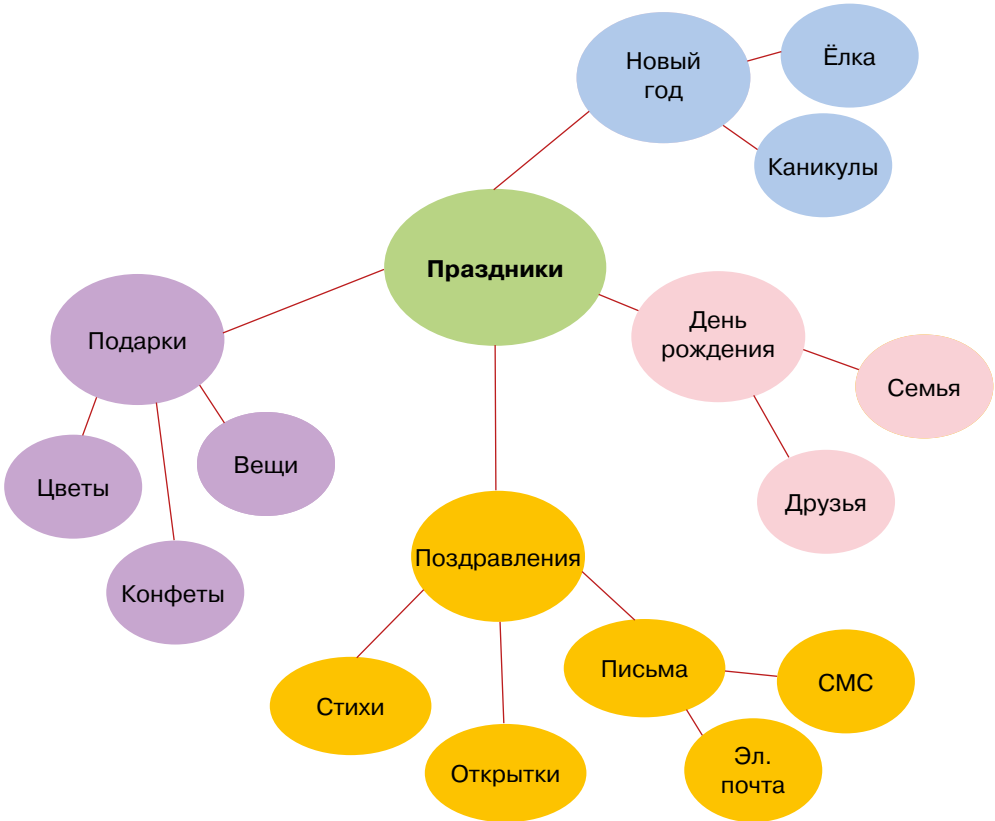 Новый
год
Ёлка
Каникулы
Праздники
День
рождения
Семья
Друзья
Подарки
Цветы
Вещи
Конфеты
Поздравления
Стихи
Открытки
Письма
СМС
Эл.
почта